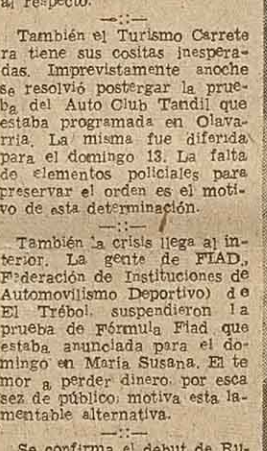 al respecto.
—::—
También el Turismo Carrete
ra tiene sus cositas inespera-
das. Imprevistamente anoche
se resolvió postergar la prue-
ba del Auto Club Tandil que
estaba programada en Olava-
rría. La misma fue diferida
para el domingo 13. La falta
de elementos policiales para
preservar el orden es el moti-
vo de esta determinación.
—::—
También la crisis llega al in-
terior. La gente de FIAD.,
Federación de Instituciones de
Automovilismo Deportivo) de
El Trébol, suspendieron la
prueba de Fórmula Fiad que
estaba anunciada para el do-
mingo en María Susana. El te
mor a perder dinero, por esca
sez de público, motiva esta la-
mentable alternativa.
—::—
Se confirma el debut de